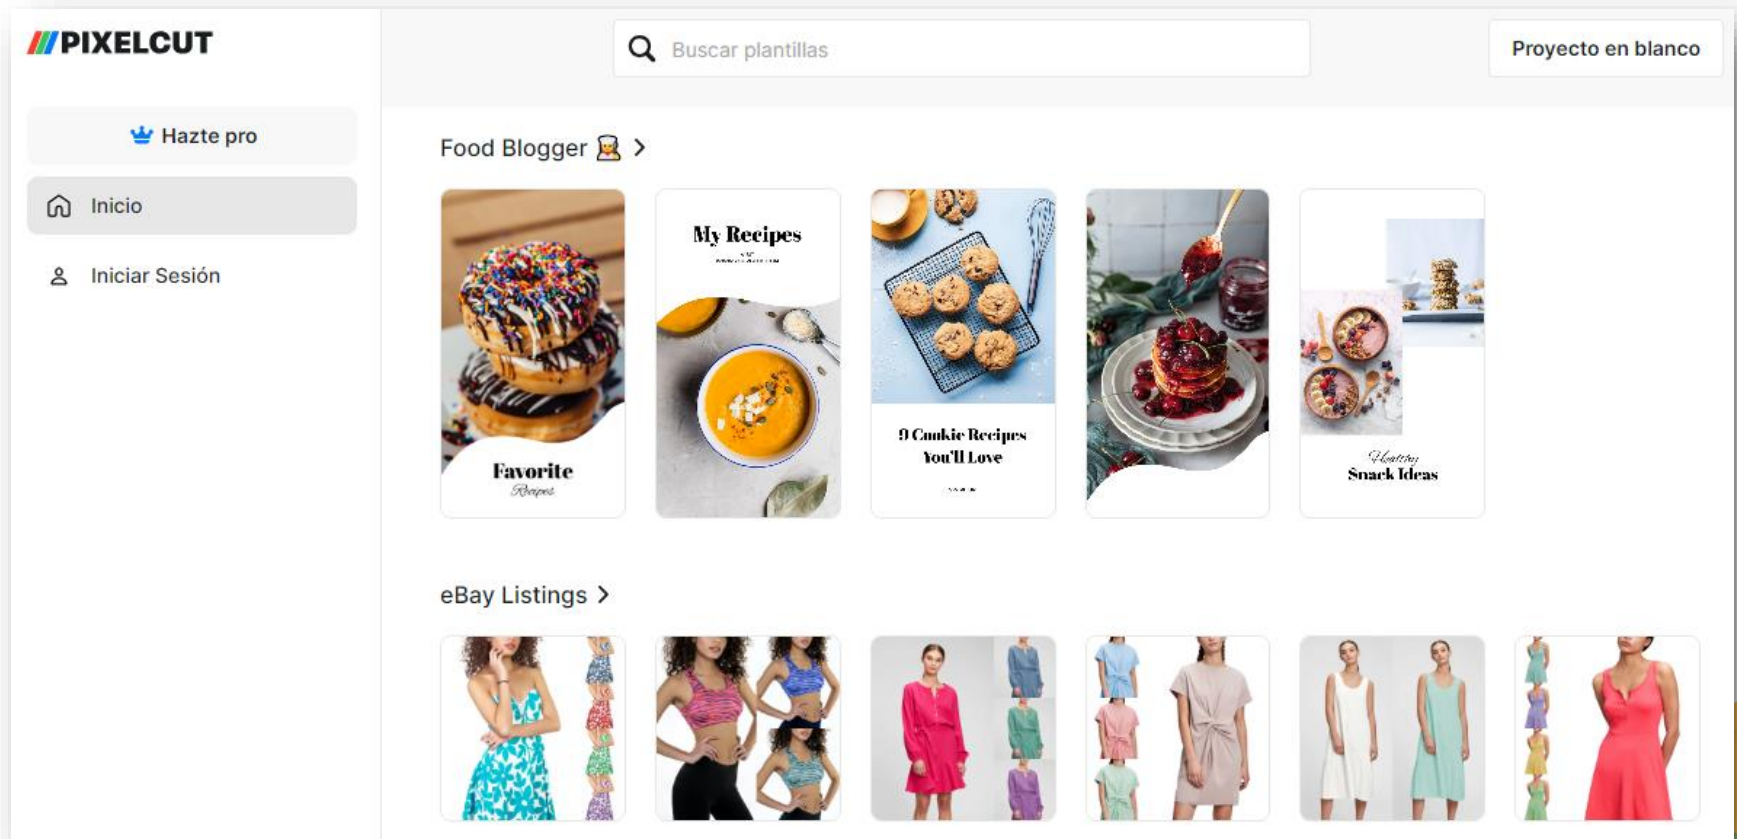 PIXELCUT
Buscar plantillas
Proyecto en blanco
Hazte pro
Inicio
Iniciar Sesión
Food Blogger
Favorite
Recipes
My Recipes
9 Cookie Recipes
You'll Love
Healthy
Snack Ideas
eBay Listings